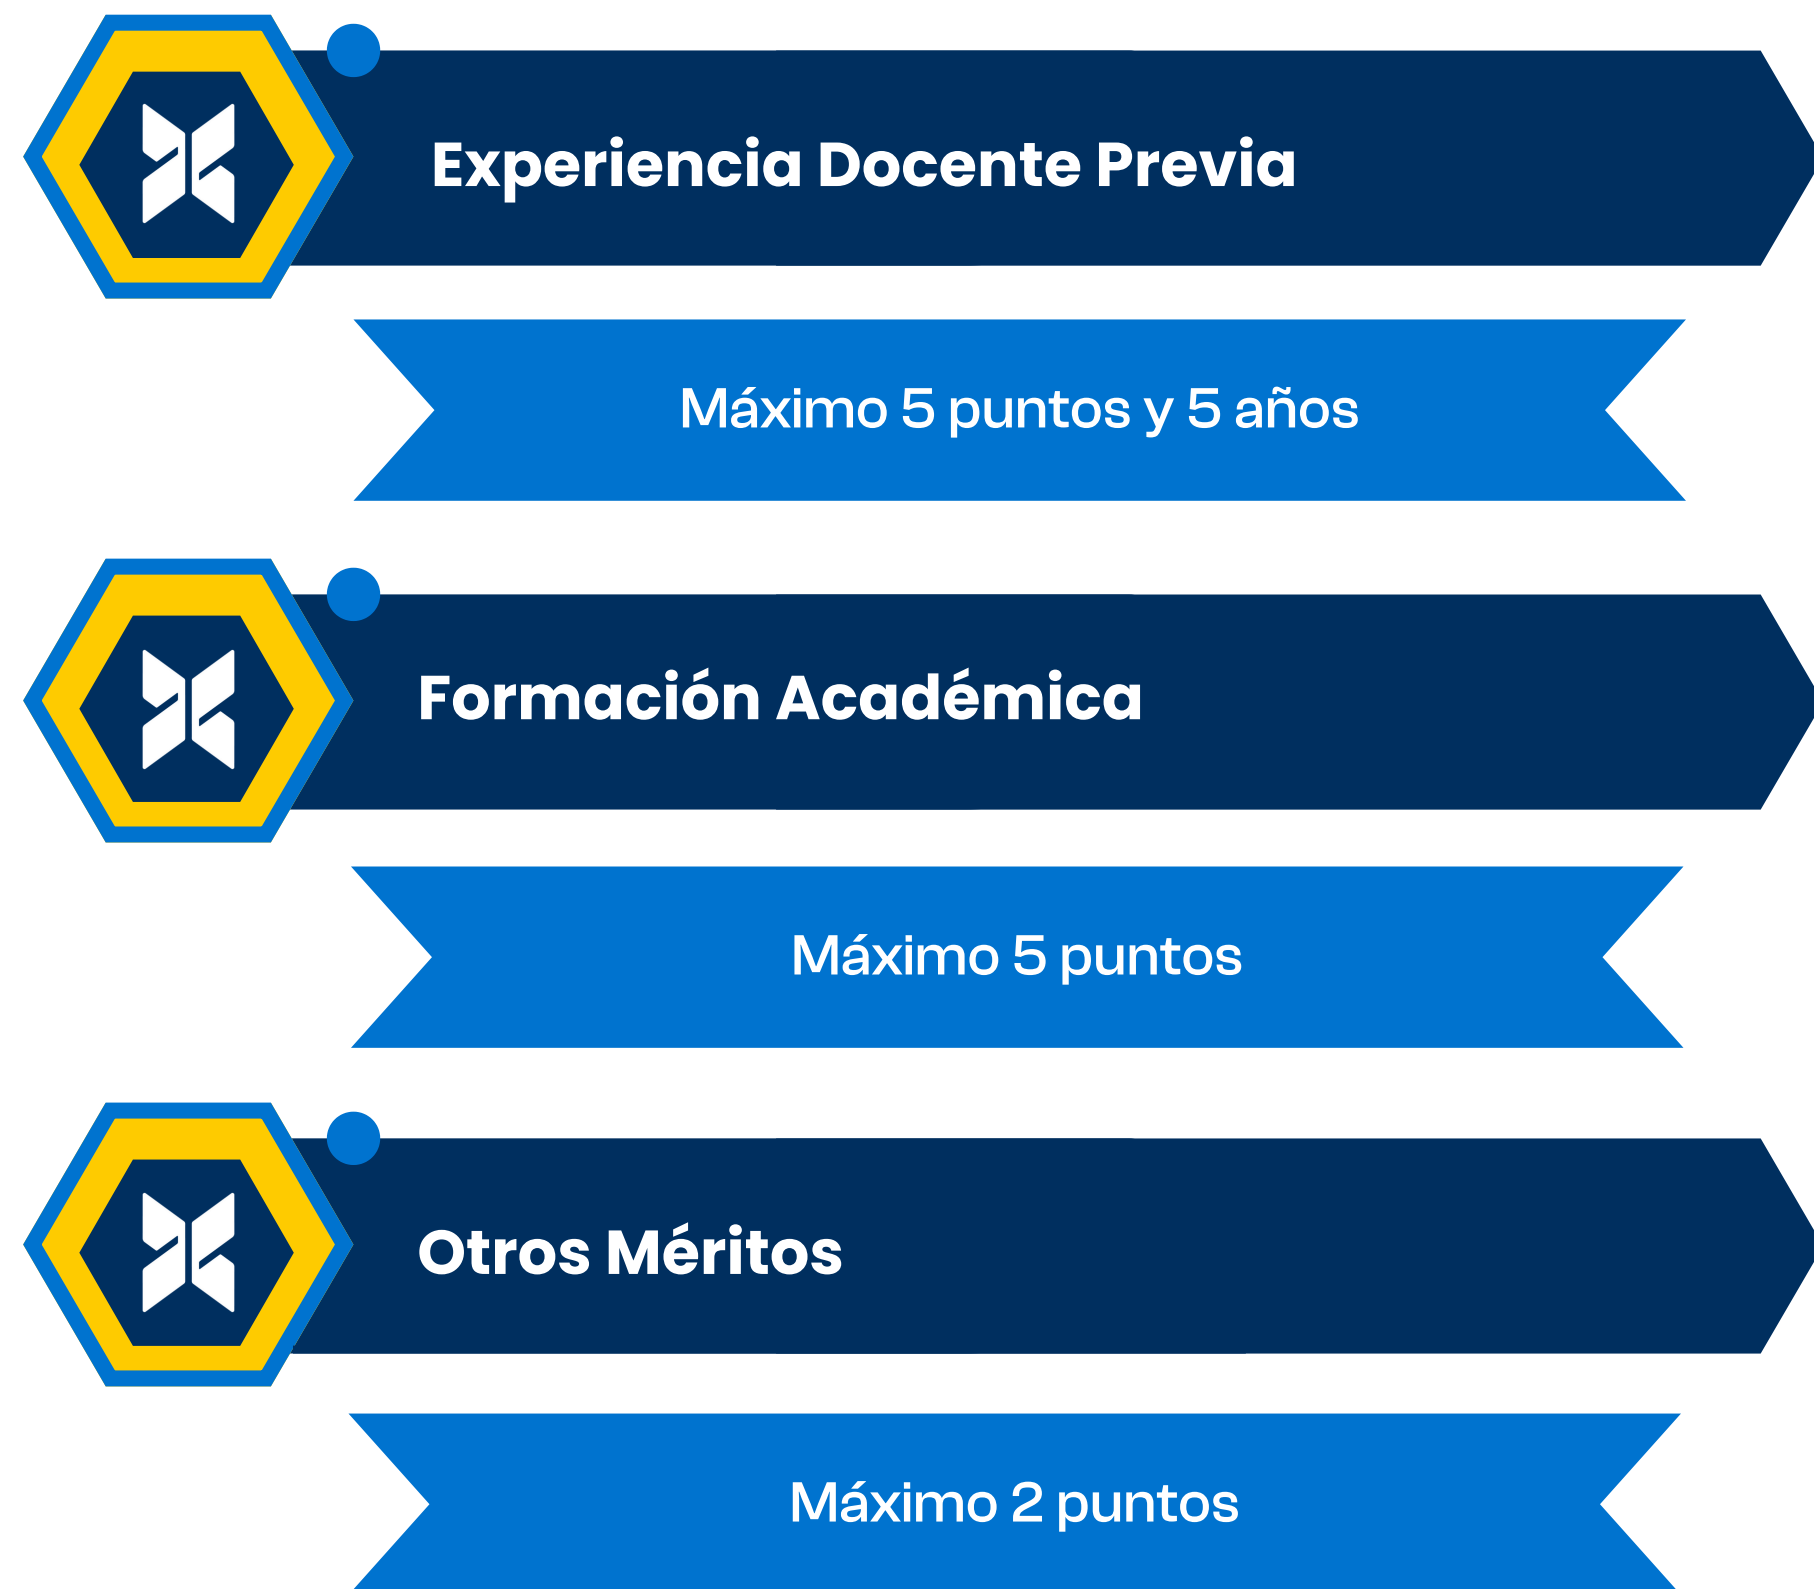 Experiencia Docente Previa
Máximo 5 puntos y 5 años
Formación Académica
Máximo 5 puntos
Otros Méritos
Máximo 2 puntos